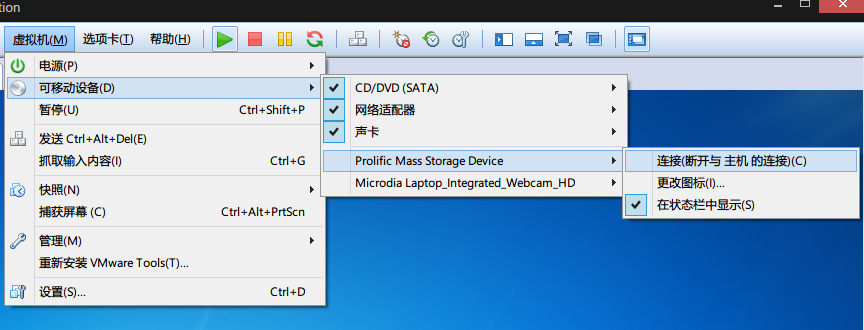 tion
虚拟机(M) 选项卡(T) 帮助(H)
电源(P)
可移动设备(D)
暂停(U) Ctrl+Shift+P
发送 Ctrl+Alt+Del(E)
抓取输入内容(I) Ctrl+G
快照(N)
捕获屏幕 (C) Ctrl+Alt+PrtScn
管理(M)
重新安装 VMware Tools(T)...
设置(S)... Ctrl+D
CD/DVD (SATA)
网络适配器
声卡
Prolific Mass Storage Device
Microdia Laptop_Integrated_Webcam_HD
连接(断开与 主机 的连接)(C)
更改图标(I)...
在状态栏中显示(S)